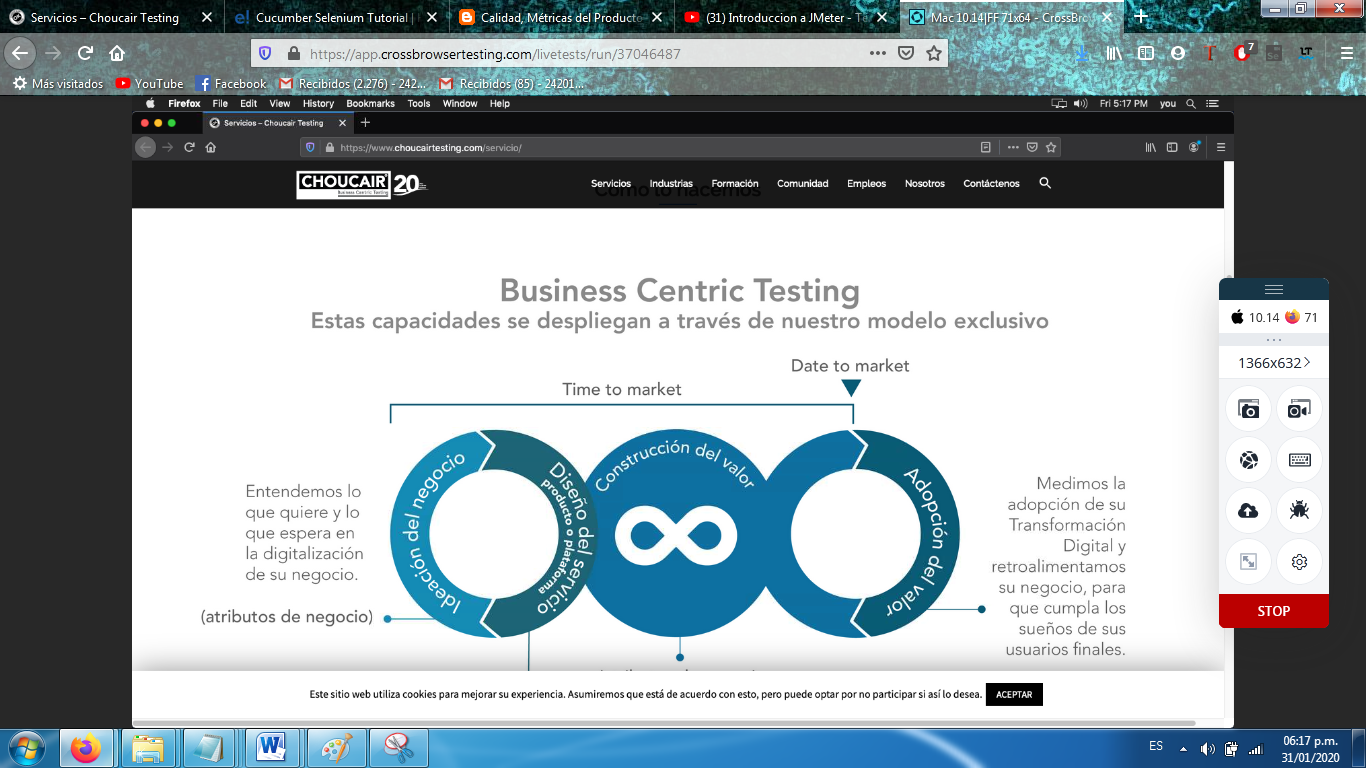 Servicios – Choucair Testing
Cucumber Selenium Tutorial |
Calidad, Métricas del Producto
(31) Introduccion a JMeter - Te
Mac 10.14|FF 71x64 - CrossBrow
https://app.crossbrowsertesting.com/livetests/run/37046487
7
Más visitados
YouTube
Facebook
Recibidos (2.276) - 242...
Recibidos (85) - 24201...
Firefox File Edit View History Bookmarks Tools Window Help
Fri 5:17 PM you
Servicios – Choucair Testing
https://www.choucairtesting.com/servicio/
CHOUCAIR 20
Business Centric Testing
Servicios Industrias Formación Comunidad Empleos Nosotros Contáctenos
Cómo lo hacemos
Business Centric Testing
Estas capacidades se despliegan a través de nuestro modelo exclusivo
Date to market
Time to market
Entendemos lo
que quiere y lo
que espera en
la digitalización
de su negocio.
(atributos de negocio)
Ideación del negocio
Diseño del servicio
producto o plataforma
Construcción del valor
Adopción del valor
Medimos la
adopción de su
Transformación
Digital y
retroalimentamos
su negocio, para
que cumpla los
sueños de sus
usuarios finales.
10.14 71
1366x632
STOP
Este sitio web utiliza cookies para mejorar su experiencia. Asumiremos que está de acuerdo con esto, pero puede optar por no participar si así lo desea. ACEPTAR
ES
06:17 p.m.
31/01/2020